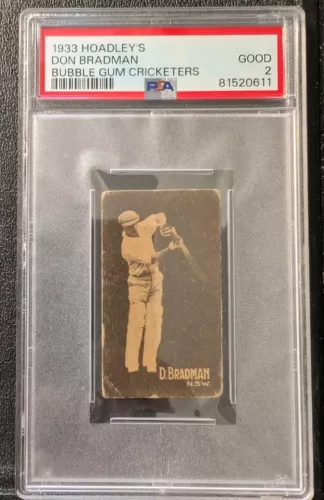 1933 HOADLEY'S
DON BRADMAN GOOD
BUBBLE GUM CRICKETERS 2
PSA 81520611
D. BRADMAN
N.S.W.